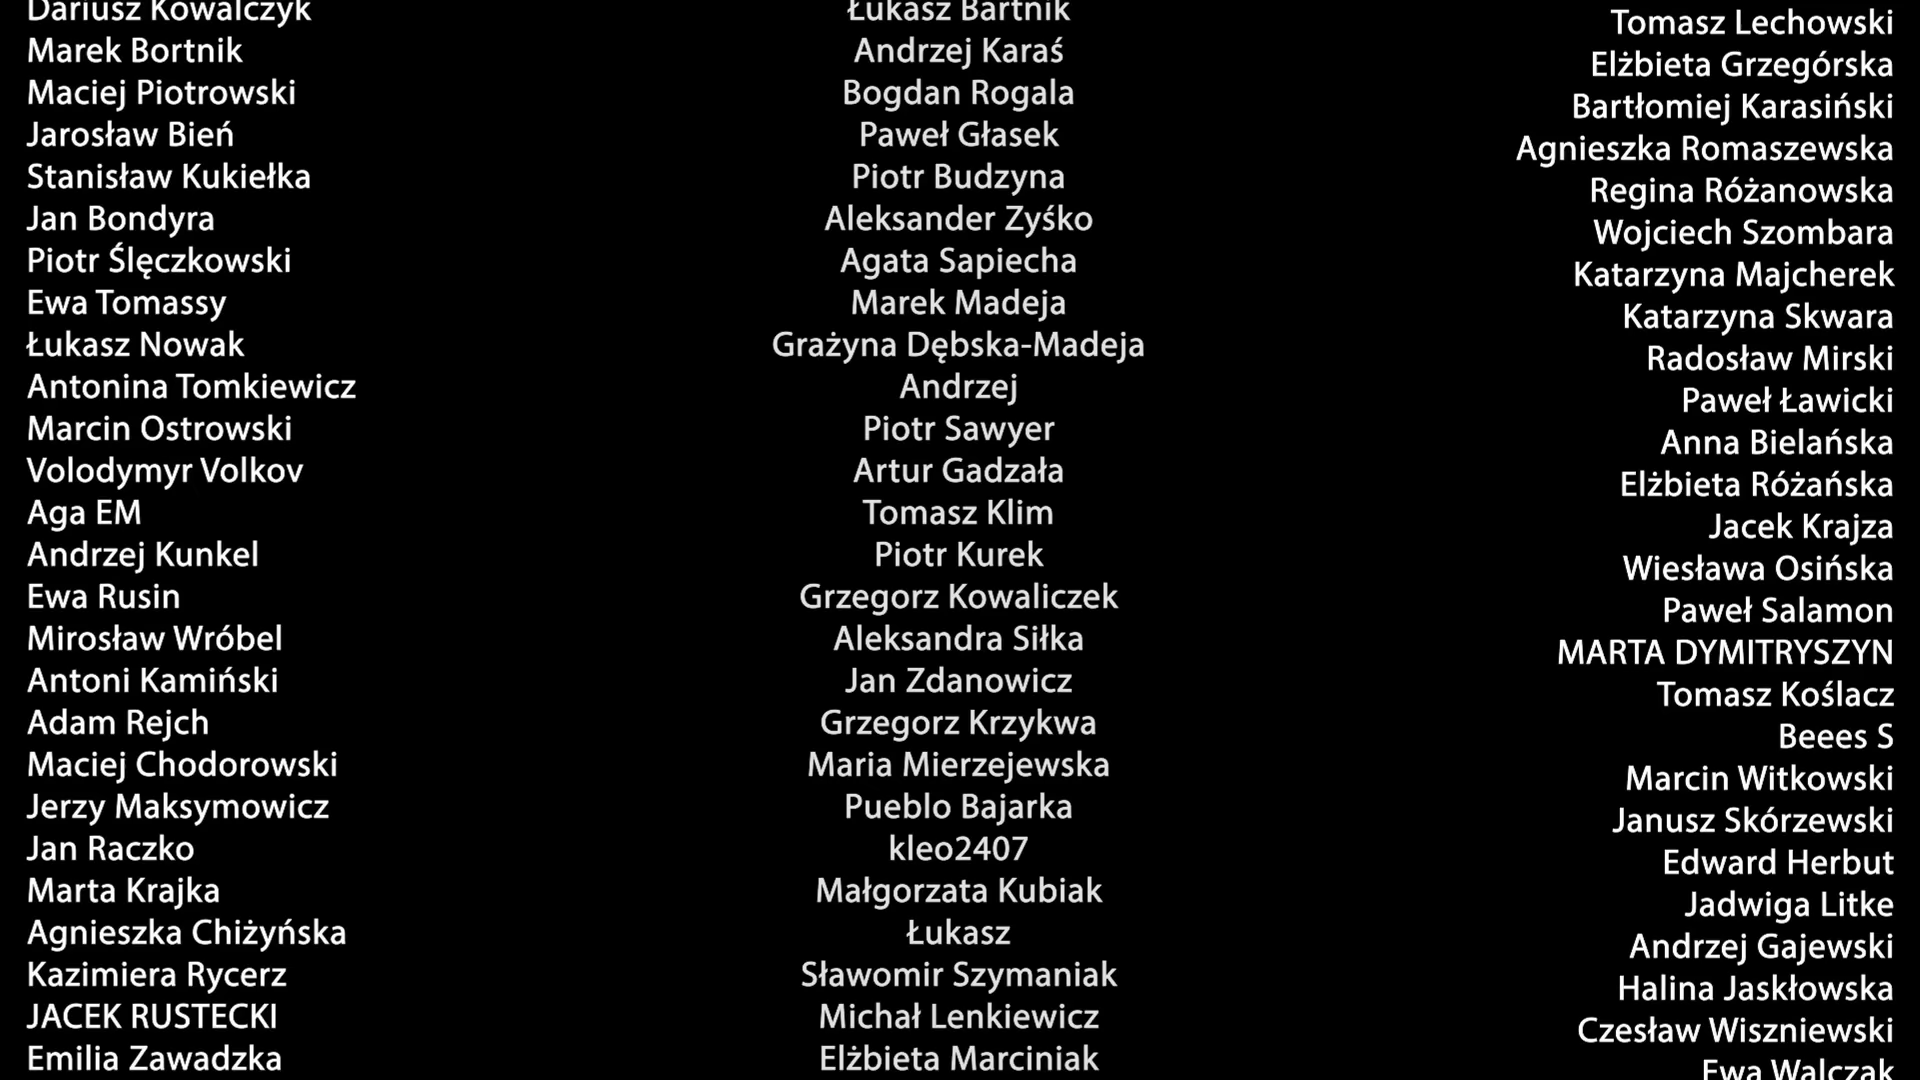 Dariusz Kowalczyk
Marek Bortnik
Maciej Piotrowski
Jarosław Bień
Stanisław Kukiełka
Jan Bondyra
Piotr Ślęczkowski
Ewa Tomassy
Łukasz Nowak
Antonina Tomkiewicz
Marcin Ostrowski
Volodymyr Volkov
Aga EM
Andrzej Kunkel
Ewa Rusin
Mirosław Wróbel
Antoni Kamiński
Adam Rejch
Maciej Chodorowski
Jerzy Maksymowicz
Jan Raczko
Marta Krajka
Agnieszka Chiżyńska
Kazimiera Rycerz
JACEK RUSTECKI
Emilia Zawadzka
Łukasz Bartnik
Andrzej Karaś
Bogdan Rogala
Paweł Głasek
Piotr Budzyna
Aleksander Zyśko
Agata Sapiecha
Marek Madeja
Grażyna Dębska-Madeja
Andrzej
Piotr Sawyer
Artur Gadzała
Tomasz Klim
Piotr Kurek
Grzegorz Kowaliczek
Aleksandra Siłka
Jan Zdanowicz
Grzegorz Krzykwa
Maria Mierzejewska
Pueblo Bajarka
kleo2407
Małgorzata Kubiak
Łukasz
Sławomir Szymaniak
Michał Lenkiewicz
Elżbieta Marciniak
Tomasz Lechowski
Elżbieta Grzegórska
Bartłomiej Karasiński
Agnieszka Romaszewska
Regina Różanowska
Wojciech Szombara
Katarzyna Majcherek
Katarzyna Skwara
Radosław Mirski
Paweł Ławicki
Anna Bielańska
Elżbieta Różańska
Jacek Krajza
Wiesława Osińska
Paweł Salamon
MARTA DYMITRYSZYN
Tomasz Koślacz
Beees S
Marcin Witkowski
Janusz Skórzewski
Edward Herbut
Jadwiga Litke
Andrzej Gajewski
Halina Jaskłowska
Czesław Wiszniewski
Ewa Walczak